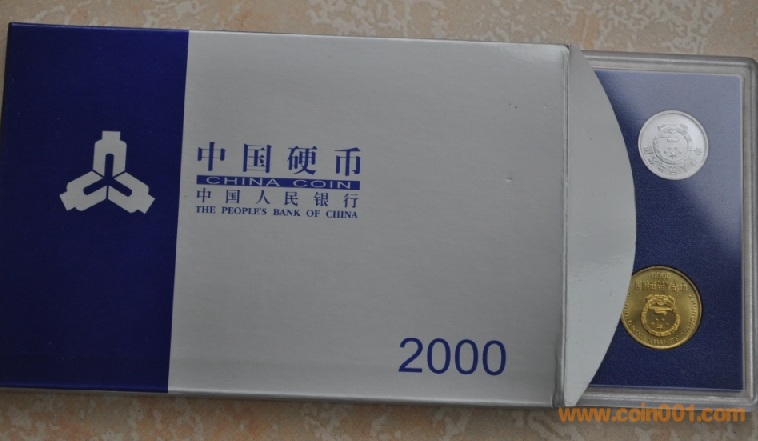 中国硬币
CHINA COIN
中国人民银行
THE PEOPLE'S BANK OF CHINA
2000
www.coin001.com